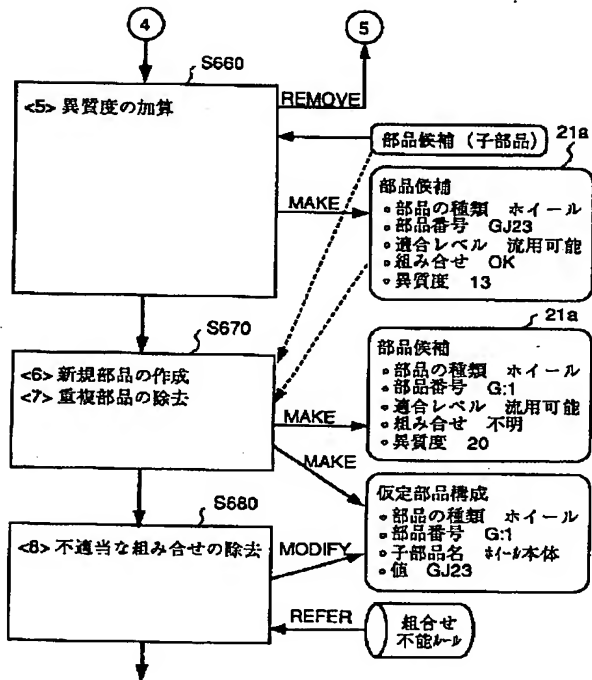 4
5
S660
<5> 異質度の加算
REMOVE
部品候補（子部品）
21a
MAKE
部品候補
• 部品の種類 ホイール
• 部品番号 GJ23
• 適合レベル 流用可能
• 組み合せ OK
• 異質度 13
S670
21a
<6> 新規部品の作成
<7> 重複部品の除去
MAKE
MAKE
部品候補
• 部品の種類 ホイール
• 部品番号 G:1
• 適合レベル 流用可能
• 組み合せ 不明
• 異質度 20
S680
<8> 不適当な組み合せの除去
MODIFY
仮定部品構成
• 部品の種類 ホイール
• 部品番号 G:1
• 子部品名 ホイール本体
• 値 GJ23
REFER
組合せ
不能ルール